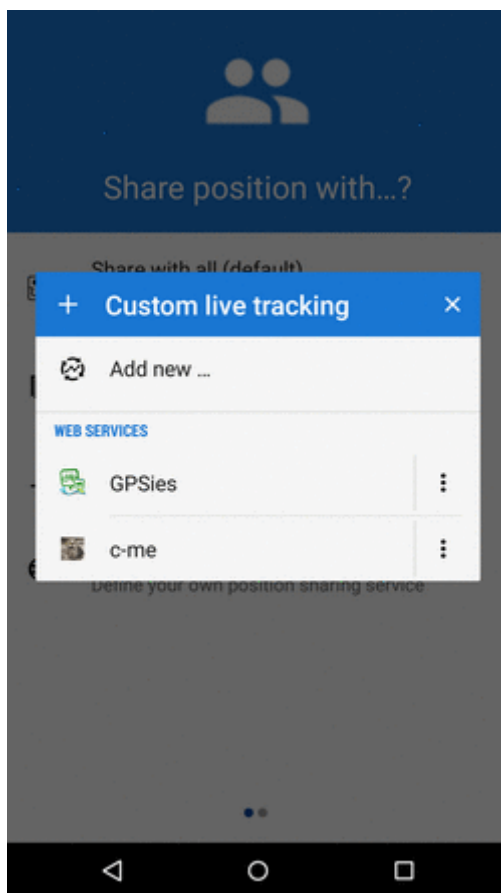 Share position with...?
Share with all (default)
+ Custom live tracking ×
Add new ...
WEB SERVICES
GPSies
c-me
Define your own position sharing service